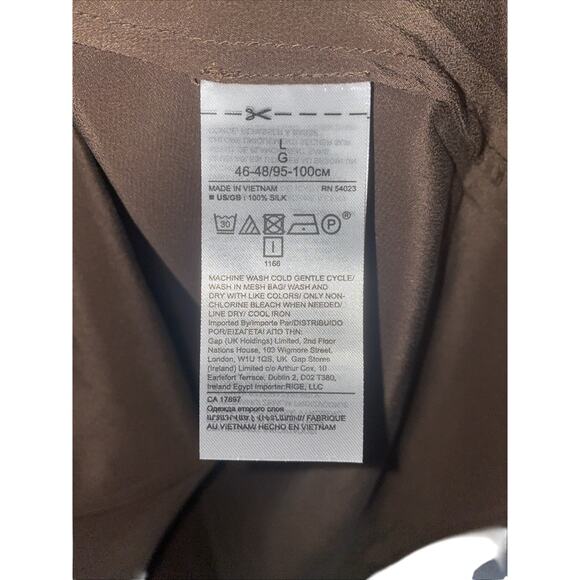 L
G
46-48/95-100CM
MADE IN VIETNAM RN 54023
■ US/GB : 100% SILK
30 P ®
I
1166
MACHINE WASH COLD GENTLE CYCLE/
WASH IN MESH BAG/ WASH AND
DRY WITH LIKE COLORS/ ONLY NON-
CHLORINE BLEACH WHEN NEEDED/
LINE DRY/ COOL IRON
Imported By/Importe Par/DISTRIBUIDO
POR/ΕΙΣΑΓΕΤΑΙ ΑΠΟ ΤΗΝ:
Gap (UK Holdings) Limited, 2nd Floor
Nations House, 103 Wigmore Street,
London, W1U 1QS, UK. Gap Stores
(Ireland) Limited c/o Arthur Cox, 10
Earlsfort Terrace, Dublin 2, D02 T380,
Ireland Egypt Importer:RIGE, LLC
CA 17897
Одежда второго слоя
FABRIQUÉ
AU VIETNAM/ HECHO EN VIETNAM